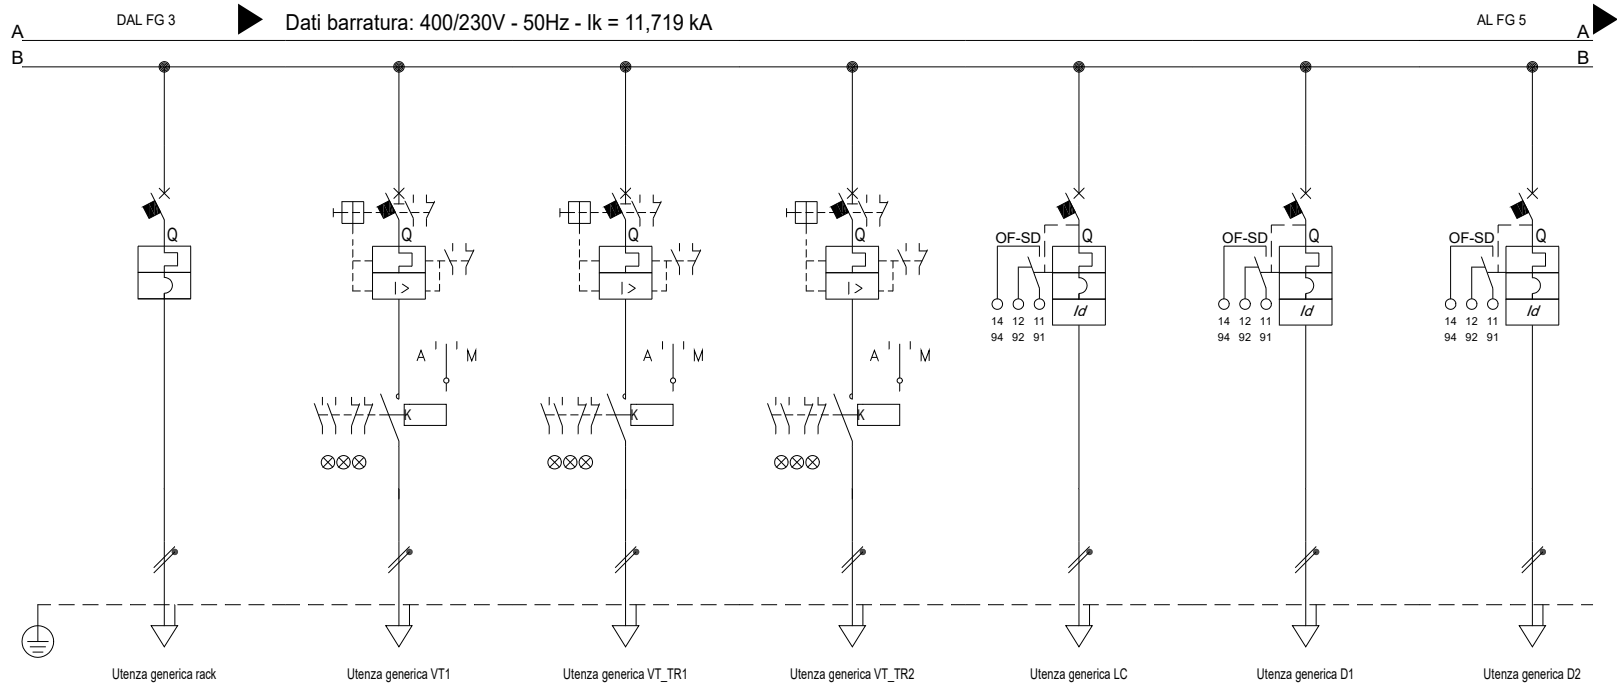 DAL FG 3
Dati barratura: 400/230V - 50Hz - Ik = 11,719 kA
AL FG 5
A A
B B
Q Q Q Q Q Q Q
OF-SD OF-SD OF-SD
I > I > I >
Id Id Id
14 12 11 14 12 11 14 12 11
94 92 91 94 92 91 94 92 91
A M A M A M
K K K
Utenza generica rack
Utenza generica VT1
Utenza generica VT_TR1
Utenza generica VT_TR2
Utenza generica LC
Utenza generica D1
Utenza generica D2